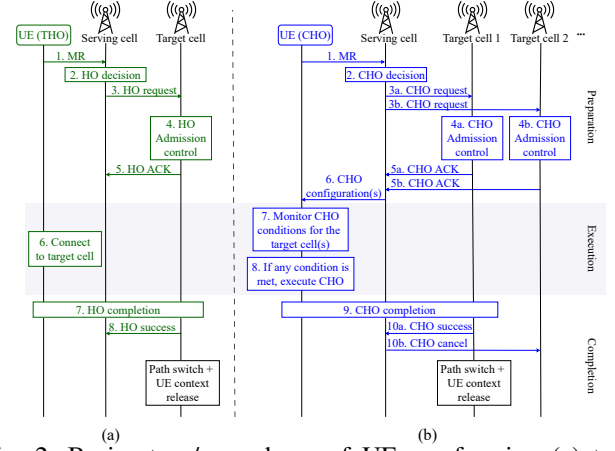 UE (THO)
Serving cell
Target cell
1. MR
2. HO decision
3. HO request
4. HO
Admission
control
5. HO ACK
6. Connect
to target cell
7. HO completion
8. HO success
Path switch +
UE context
release
(a)
UE (CHO)
Serving cell
Target cell 1
Target cell 2
...
1. MR
2. CHO decision
3a. CHO request
3b. CHO request
4a. CHO
Admission
control
4b. CHO
Admission
control
5a. CHO ACK
5b. CHO ACK
6. CHO
configuration(s)
7. Monitor CHO
conditions for the
target cell(s)
8. If any condition is
met, execute CHO
9. CHO completion
10a. CHO success
10b. CHO cancel
Path switch +
UE context
release
(b)
Preparation
Execution
Completion